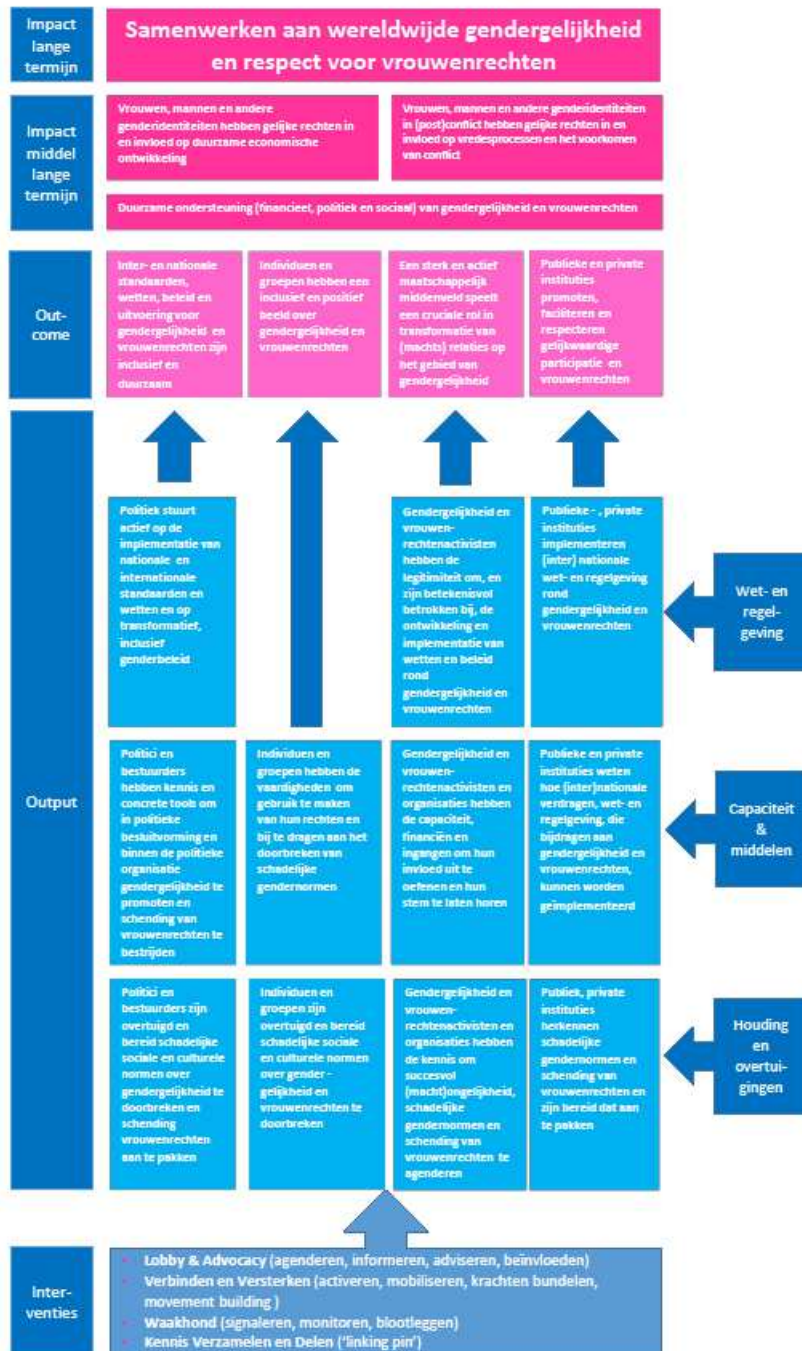 Impact
lange
termijn
Samenwerken aan wereldwijde gendergelijkheid
en respect voor vrouwenrechten
Impact
middel
lange
termijn
Vrouwen, mannen en andere
genderidentiteiten hebben gelijke rechten in
en invloed op duurzame economische
ontwikkeling
Vrouwen, mannen en andere genderidentiteiten
in (post)conflict hebben gelijke rechten in en
invloed op vredesprocessen en het voorkomen
van conflict
Duurzame ondersteuning (financieel, politiek en sociaal) van gendergelijkheid en vrouwenrechten
Out-
come
Inter- en nationale
standaarden,
wetten, beleid en
uitvoering voor
gendergelijkheid en
vrouwenrechten zijn
inclusief en
duurzaam
Individuen en
groepen hebben een
inclusief en positief
beeld over
gendergelijkheid en
vrouwenrechten
Een sterk en actief
maatschappelijk
middenveld speelt
een cruciale rol in
transformatie van
(machts) relaties op
het gebied van
gendergelijkheid
Publieke en private
instituties
promoten,
faciliteren en
respecteren
gelijkwaardige
participatie en
vrouwenrechten
Output
Politiek stuurt
actief op de
implementatie van
nationale en
internationale
standaarden en
wetten en op
transformatief,
inclusief
genderbeleid
Gendergelijkheid en
vrouwen-
rechtenactivisten
hebben de
legitimiteit om, en
zijn betekenisvol
betrokken bij, de
ontwikkeling en
implementatie van
wetten en beleid
rond
gendergelijkheid en
vrouwenrechten
Publieke - , private
instituties
implementeren
(inter) nationale
wet- en regelgeving
rond
gendergelijkheid en
vrouwenrechten
Wet- en
regel-
geving
Politici en
bestuurders
hebben kennis en
concrete tools om
in politieke
besluitvorming en
binnen de politieke
organisatie
gendergelijkheid te
promoten en
schending van
vrouwenrechten te
bestrijden
Individuen en
groepen hebben de
vaardigheden om
gebruik te maken
van hun rechten en
bij te dragen aan het
doorbreken van
schadelijke
gendernormen
Gendergelijkheid en
vrouwen-
rechtenactivisten en
organisaties hebben
de capaciteit,
financiën en
ingangen om hun
invloed uit te
oefenen en hun
stem te laten horen
Publieke en private
instituties weten
hoe (inter)nationale
verdragen, wet- en
regelgeving, die
bijdragen aan
gendergelijkheid en
vrouwenrechten,
kunnen worden
geïmplementeerd
Capaciteit
&
middelen
Politici en
bestuurders zijn
overtuigd en
bereid schadelijke
sociale en culturele
normen over
gendergelijkheid te
doorbreken en
schending
vrouwenrechten
aan te pakken
Individuen en
groepen zijn
overtuigd en bereid
schadelijke sociale
en culturele normen
over gender -
gelijkheid en
vrouwenrechten te
doorbreken
Gendergelijkheid en
vrouwen-
rechtenactivisten en
organisaties hebben
de kennis om
succesvol
(macht)ongelijkheid,
schadelijke
gendernormen en
schending van
vrouwenrechten te
agenderen
Publiek, private
instituties
herkennen
schadelijke
gendernormen en
schending van
vrouwenrechten en
zijn bereid dat aan
te pakken
Houding
en
overtui-
gingen
Inter-
venties
• Lobby & Advocacy (agenderen, informeren, adviseren, beïnvloeden)
• Verbinden en Versterken (activeren, mobiliseren, krachten bundelen,
movement building )
• Waakhond (signaleren, monitoren, blootleggen)
• Kennis Verzamelen en Delen ('linking pin')